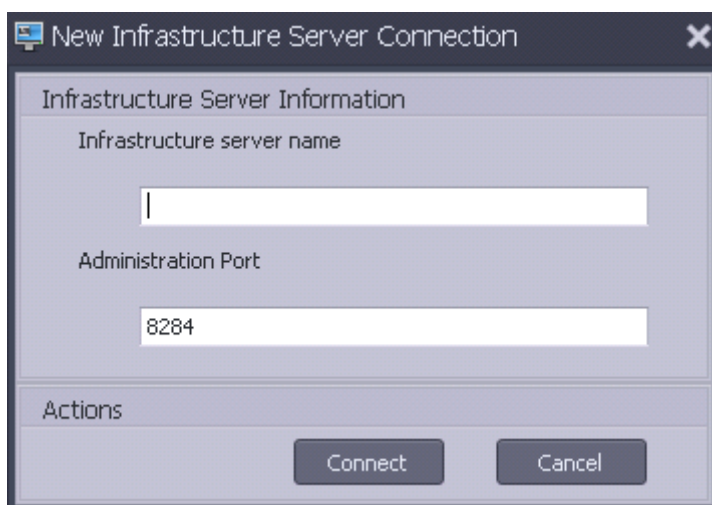 New Infrastructure Server Connection
Infrastructure Server Information
Infrastructure server name
Administration Port
8284
Actions
Connect Cancel